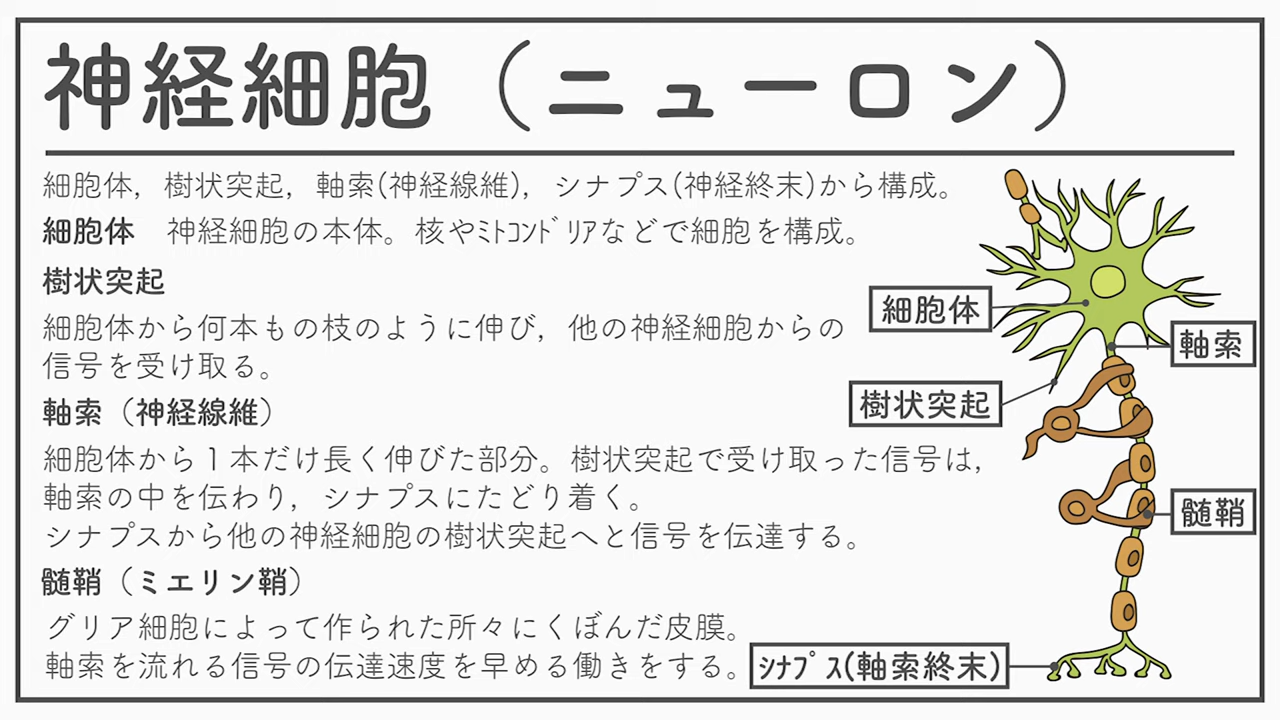 神経細胞（ニューロン）
細胞体，樹状突起，軸索(神経線維)，シナプス(神経終末)から構成。
細胞体　神経細胞の本体。核やﾐﾄｺﾝﾄﾞﾘｱなどで細胞を構成。
樹状突起
細胞体から何本もの枝のように伸び，他の神経細胞からの
信号を受け取る。
軸索（神経線維）
細胞体から１本だけ長く伸びた部分。樹状突起で受け取った信号は，
軸索の中を伝わり，シナプスにたどり着く。
シナプスから他の神経細胞の樹状突起へと信号を伝達する。
髄鞘（ミエリン鞘）
グリア細胞によって作られた所々にくぼんだ皮膜。
軸索を流れる信号の伝達速度を早める働きをする。
細胞体
軸索
樹状突起
髄鞘
ｼﾅﾌﾟｽ(軸索終末)